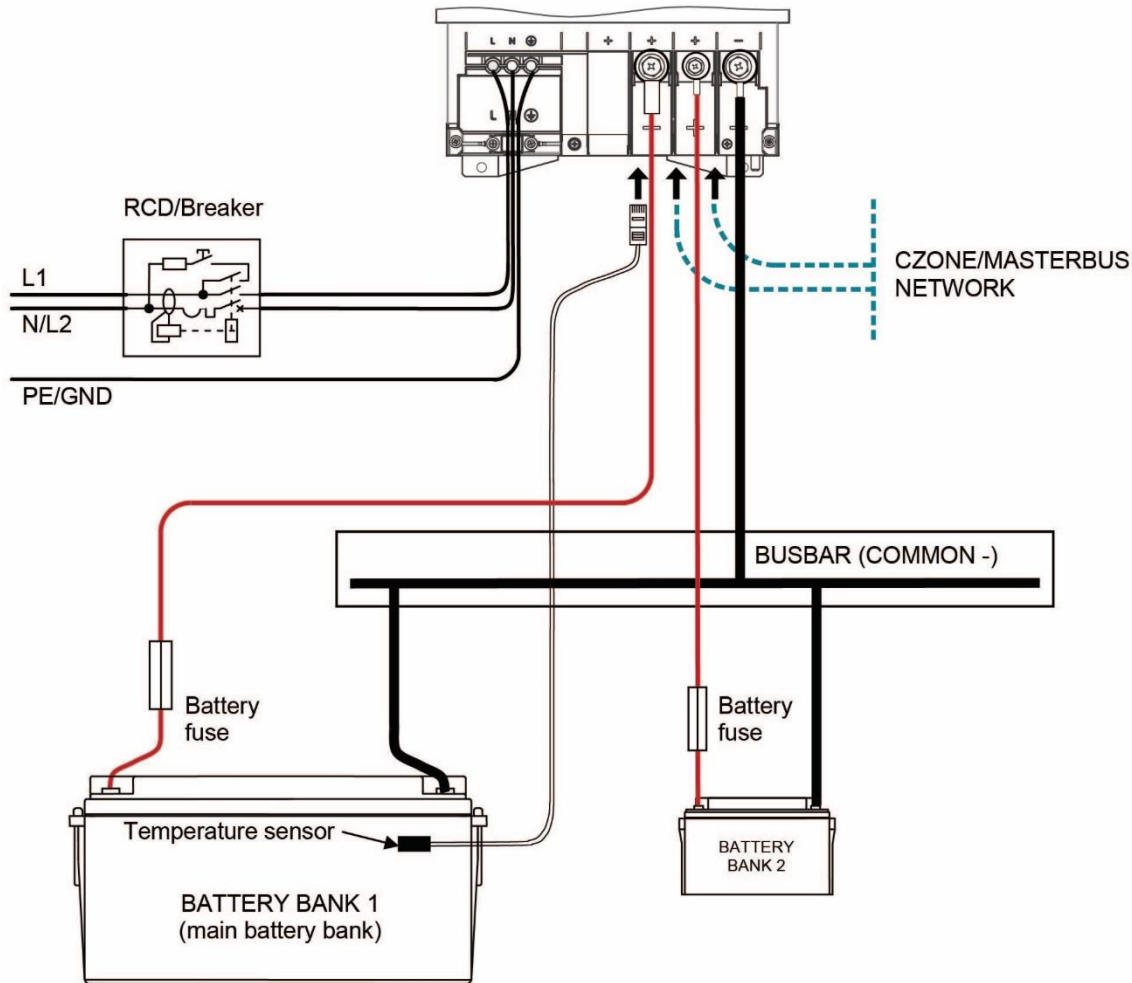 L N ⏚ + + + -
L N ⏚ + + -
RCD/Breaker
L1
N/L2
PE/GND
CZONE/MASTERBUS
NETWORK
BUSBAR (COMMON -)
Battery
fuse
Battery
fuse
Temperature sensor
BATTERY BANK 1
(main battery bank)
BATTERY
BANK 2